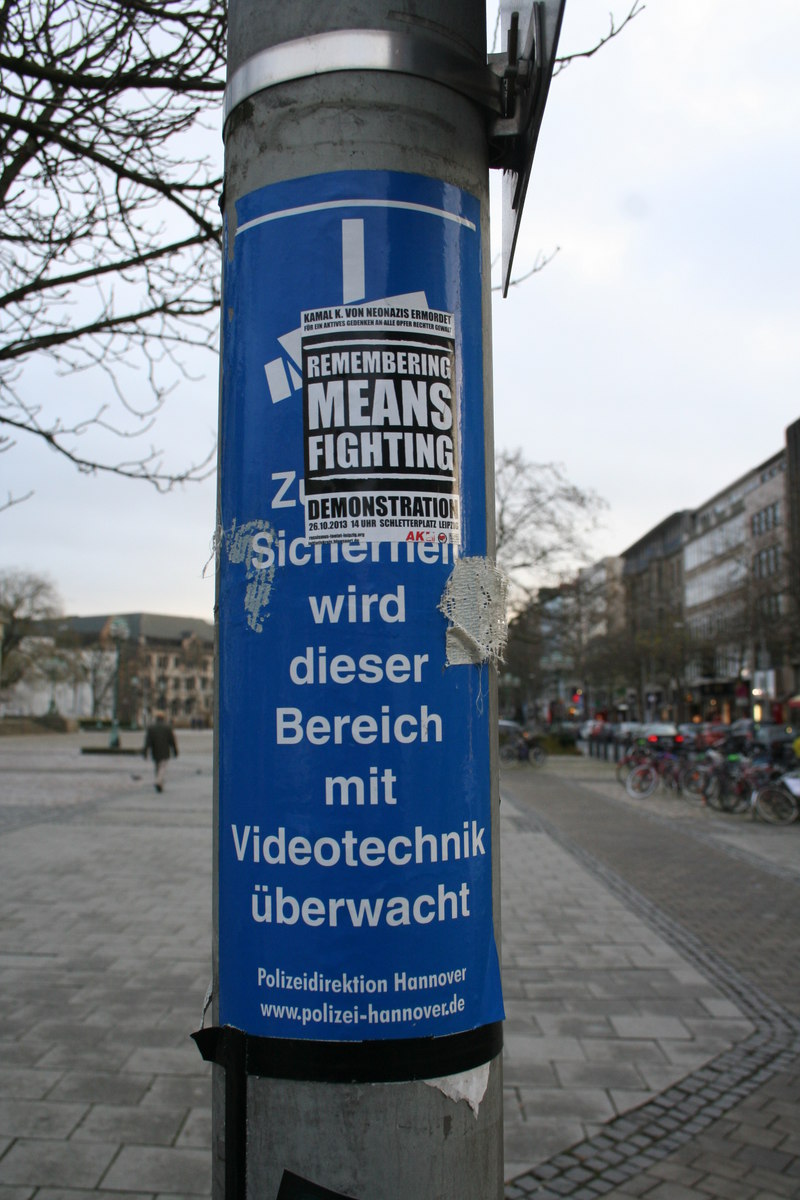 KAMAL K. VON NEONAZIS ERMORDET
FÜR EIN AKTIVES GEDENKEN AN ALLE OPFER RECHTER GEWALT
REMEMBERING
MEANS
FIGHTING
DEMONSTRATION
26.10.2013 14 UHR SCHLETTERPLATZ LEIPZIG
Zu
Sicherheit
wird
dieser
Bereich
mit
Videotechnik
überwacht
Polizeidirektion Hannover
www.polizei-hannover.de